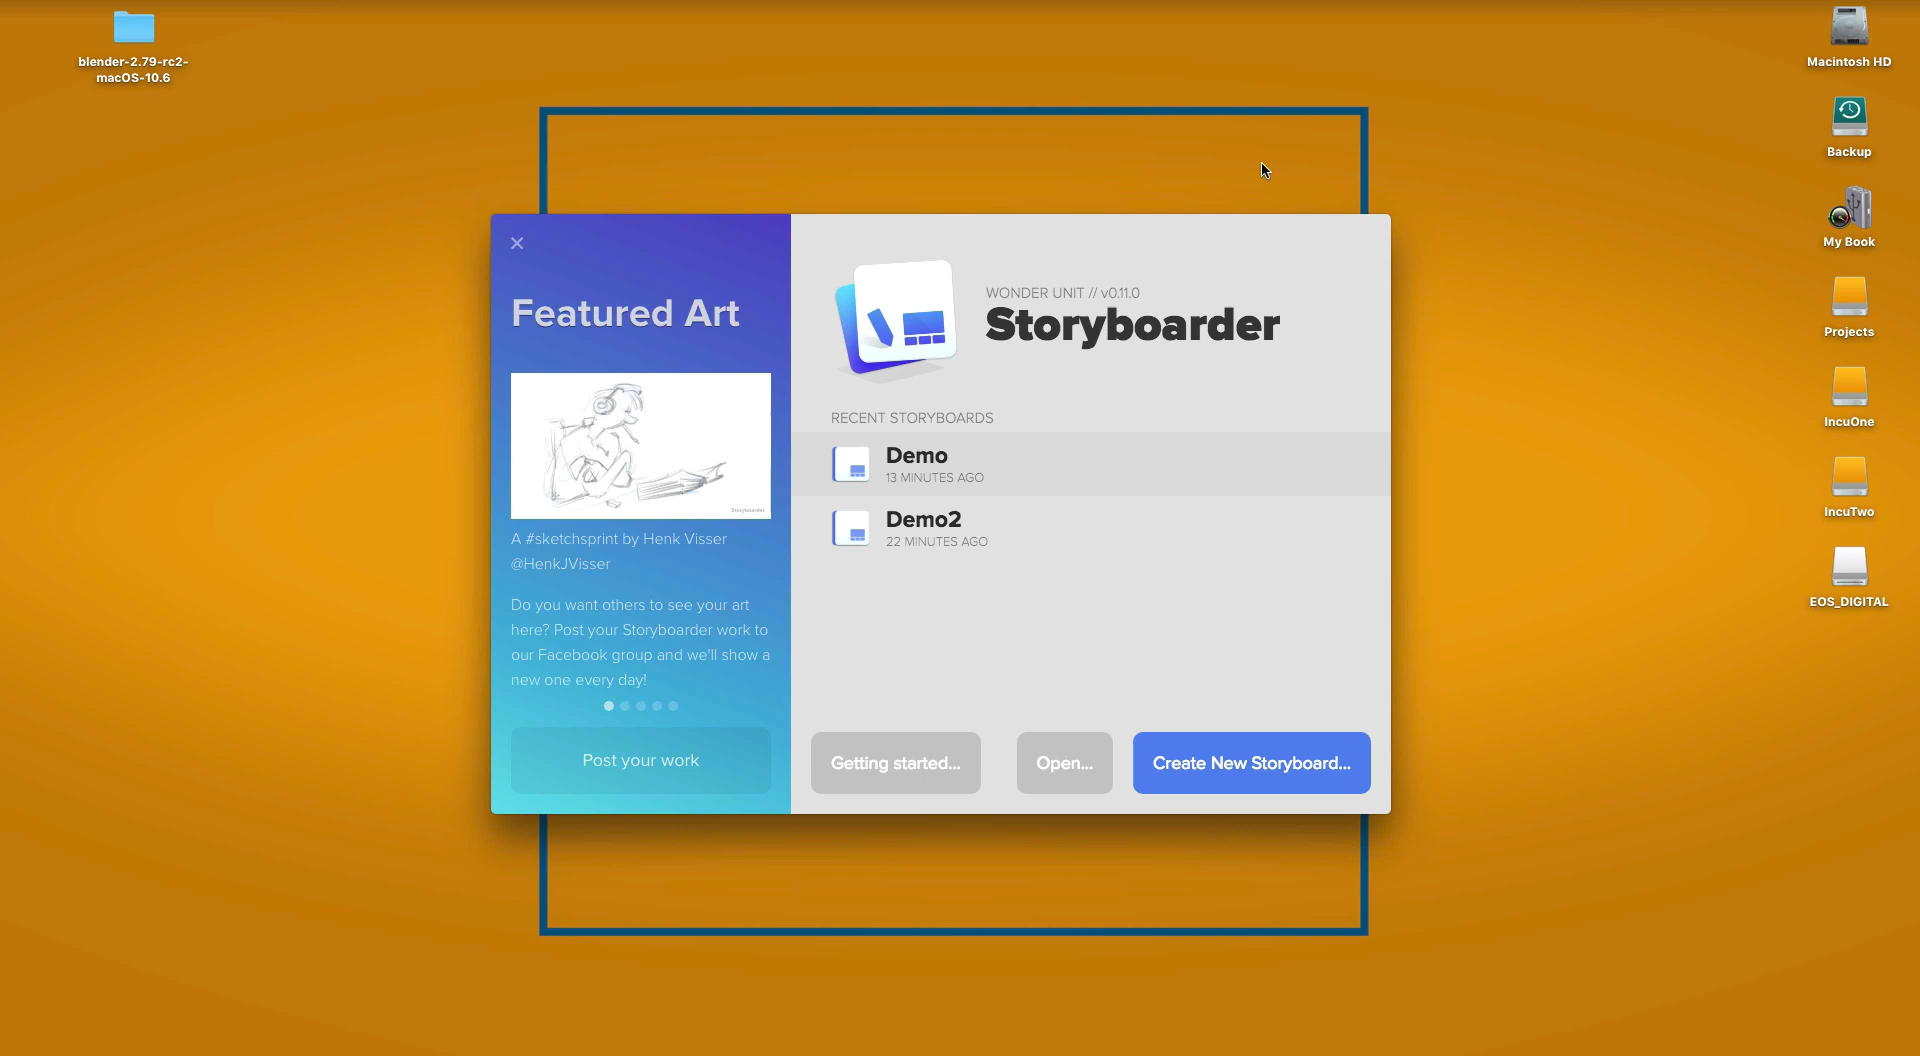 blender-2.79-rc2-
macOS-10.6
Macintosh HD
Backup
My Book
Projects
IncuOne
IncuTwo
EOS_DIGITAL
Featured Art
Storyboarder
A #sketchsprint by Henk Visser
@HenkJVisser
Do you want others to see your art
here? Post your Storyboarder work to
our Facebook group and we'll show a
new one every day!
Post your work
WONDER UNIT // v0.11.0
Storyboarder
RECENT STORYBOARDS
Demo
13 MINUTES AGO
Demo2
22 MINUTES AGO
Getting started...
Open...
Create New Storyboard...